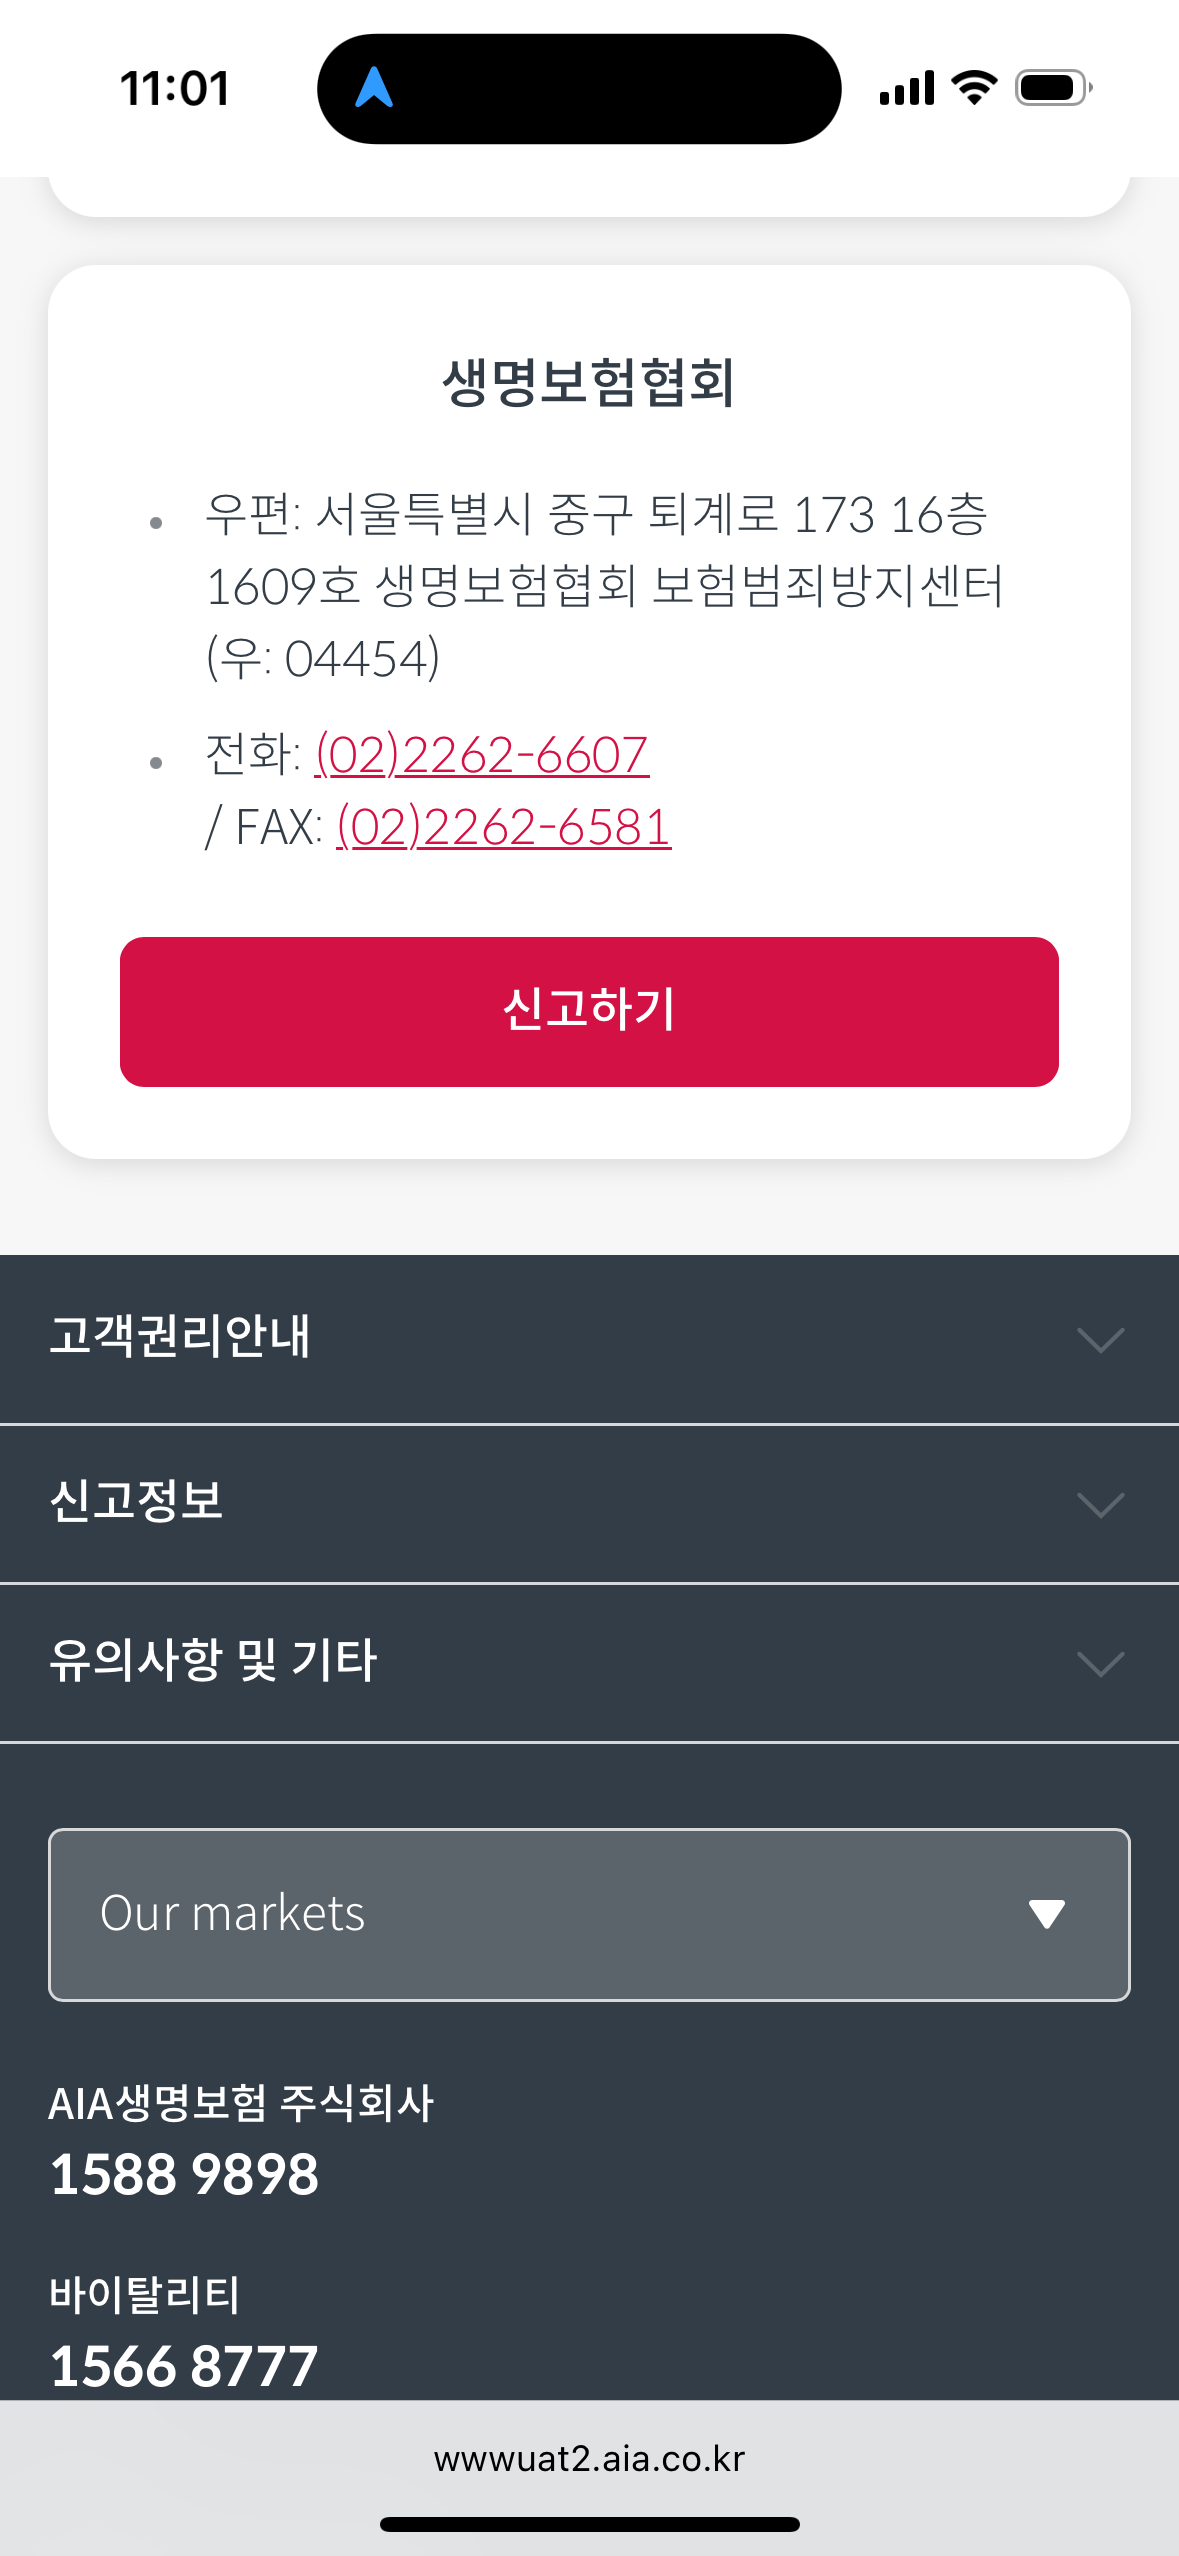 11:01
생명보험협회
우편: 서울특별시 중구 퇴계로 173 16층
1609호 생명보험협회 보험범죄방지센터
(우: 04454)
전화: (02)2262-6607
/ FAX: (02)2262-6581
신고하기
고객권리안내
신고정보
유의사항 및 기타
Our markets
AIA생명보험 주식회사
1588 9898
바이탈리티
1566 8777
wwwuat2.aia.co.kr